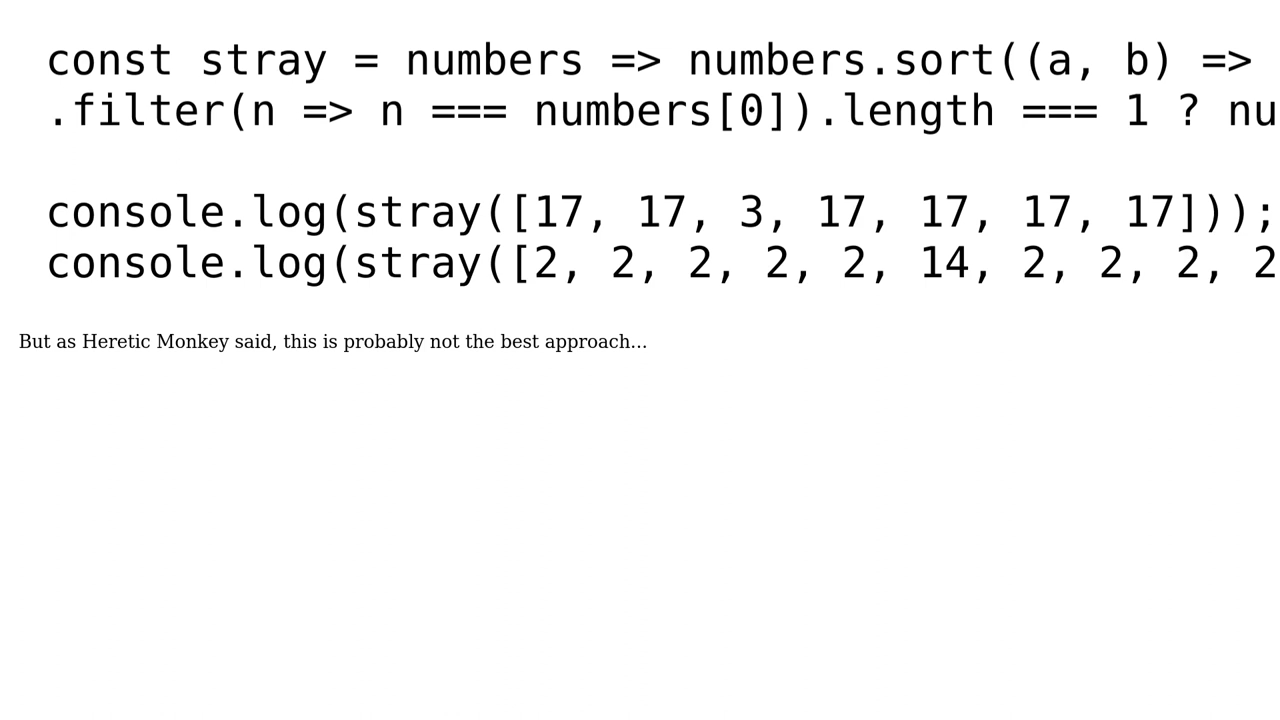 const stray = numbers => numbers.sort((a, b) =>
.filter(n => n === numbers[0]).length === 1 ? nu
console.log(stray([17, 17, 3, 17, 17, 17, 17]));
console.log(stray([2, 2, 2, 2, 2, 14, 2, 2, 2, 2
But as Heretic Monkey said, this is probably not the best approach...